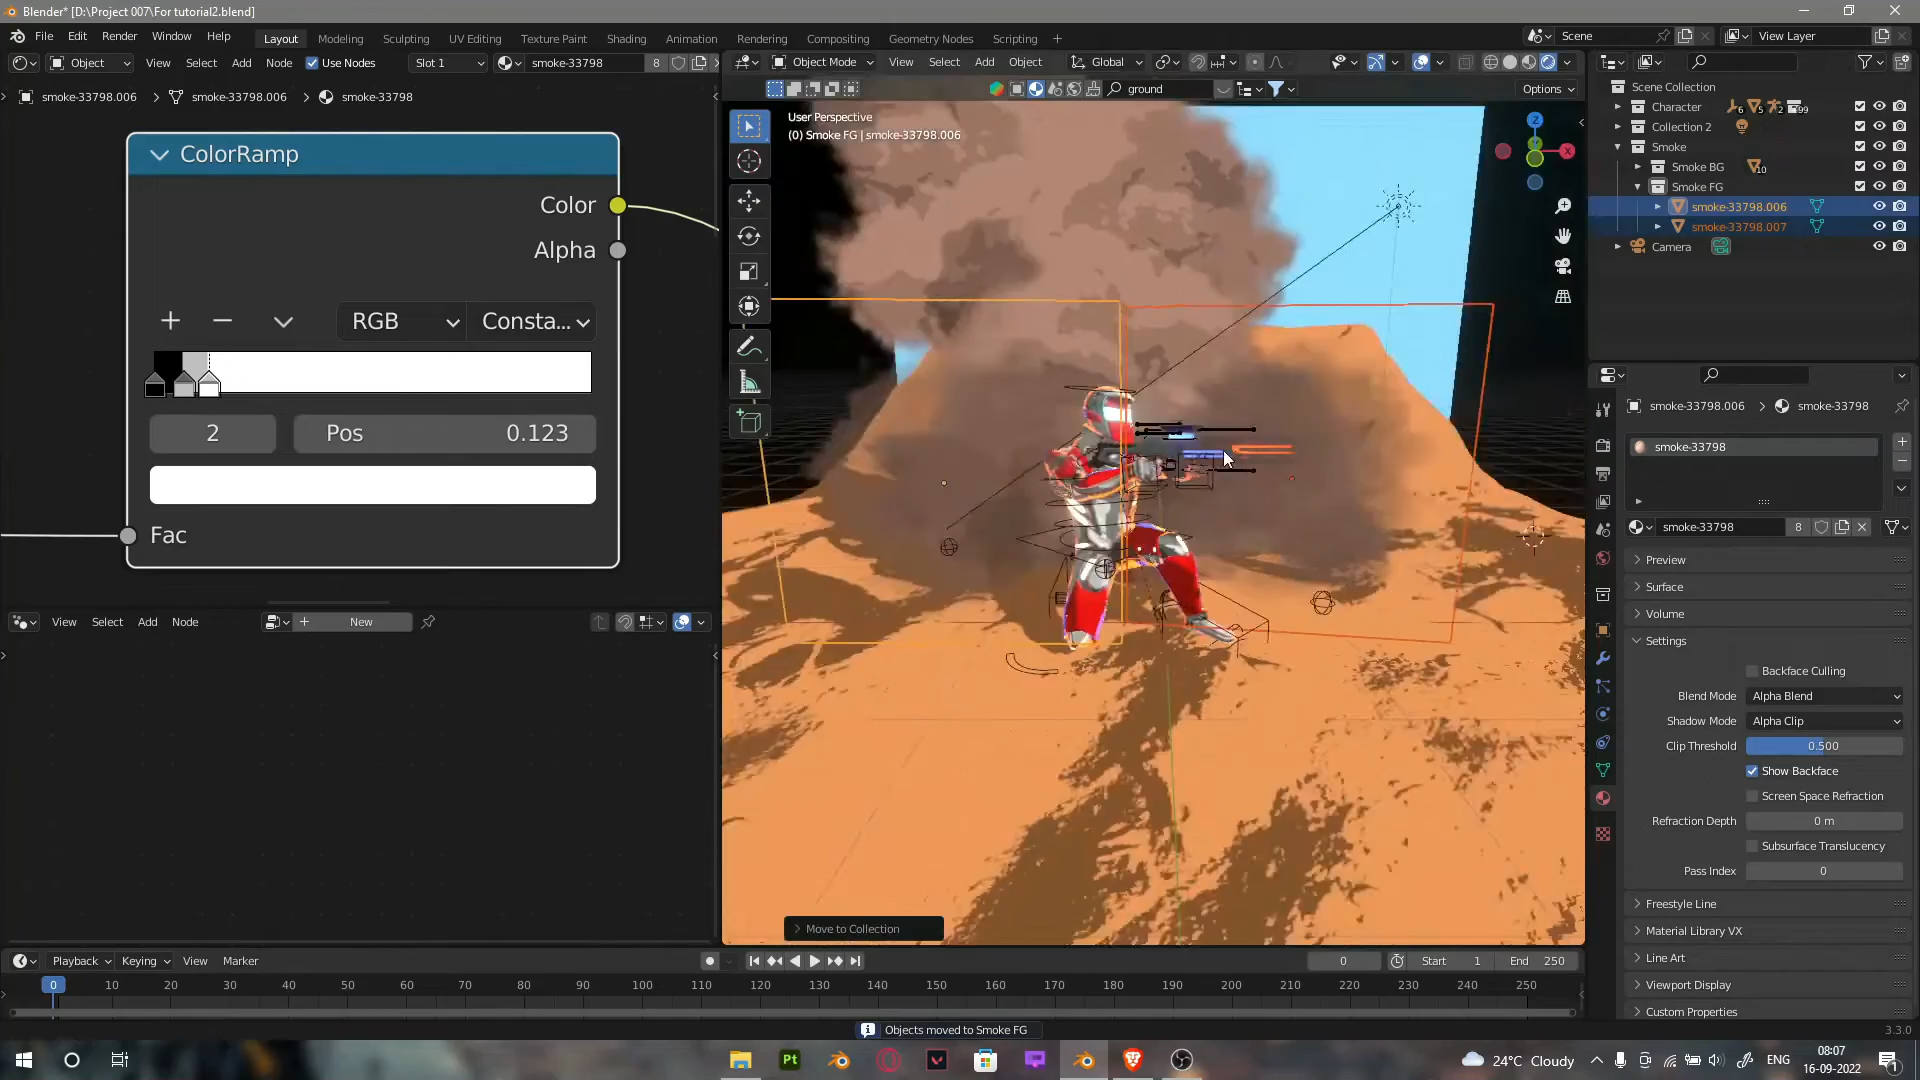 Blender* [D:\Project 007\For tutorial2.blend]
File Edit Render Window Help Layout Modeling Sculpting UV Editing Texture Paint Shading Animation Rendering Compositing Geometry Nodes Scripting + Scene View Layer
Object View Select Add Node Use Nodes Slot 1 smoke-33798 8 Object Mode View Select Add Object Global
smoke-33798.006 > smoke-33798.006 > smoke-33798 ground Options
Scene Collection
Character 6 5 2 99
Collection 2
Smoke
Smoke BG 10
Smoke FG
smoke-33798.006
smoke-33798.007
Camera
User Perspective
(0) Smoke FG | smoke-33798.006
Z
X
ColorRamp
Color
Alpha
RGB Consta...
2 Pos 0.123
Fac
View Select Add Node New
Move to Collection
smoke-33798.006 > smoke-33798
smoke-33798
smoke-33798 8
Preview
Surface
Volume
Settings
Backface Culling
Blend Mode Alpha Blend
Shadow Mode Alpha Clip
Clip Threshold 0.500
Show Backface
Screen Space Refraction
Refraction Depth 0 m
Subsurface Translucency
Pass Index 0
Freestyle Line
Material Library VX
Line Art
Viewport Display
Custom Properties
Playback Keying View Marker 0 Start 1 End 250
0 10 20 30 40 50 60 70 80 90 100 110 120 130 140 150 160 170 180 190 200 210 220 230 240 250
Objects moved to Smoke FG
3.3.0
Pt 24°C Cloudy ENG 08:07
16-09-2022 1